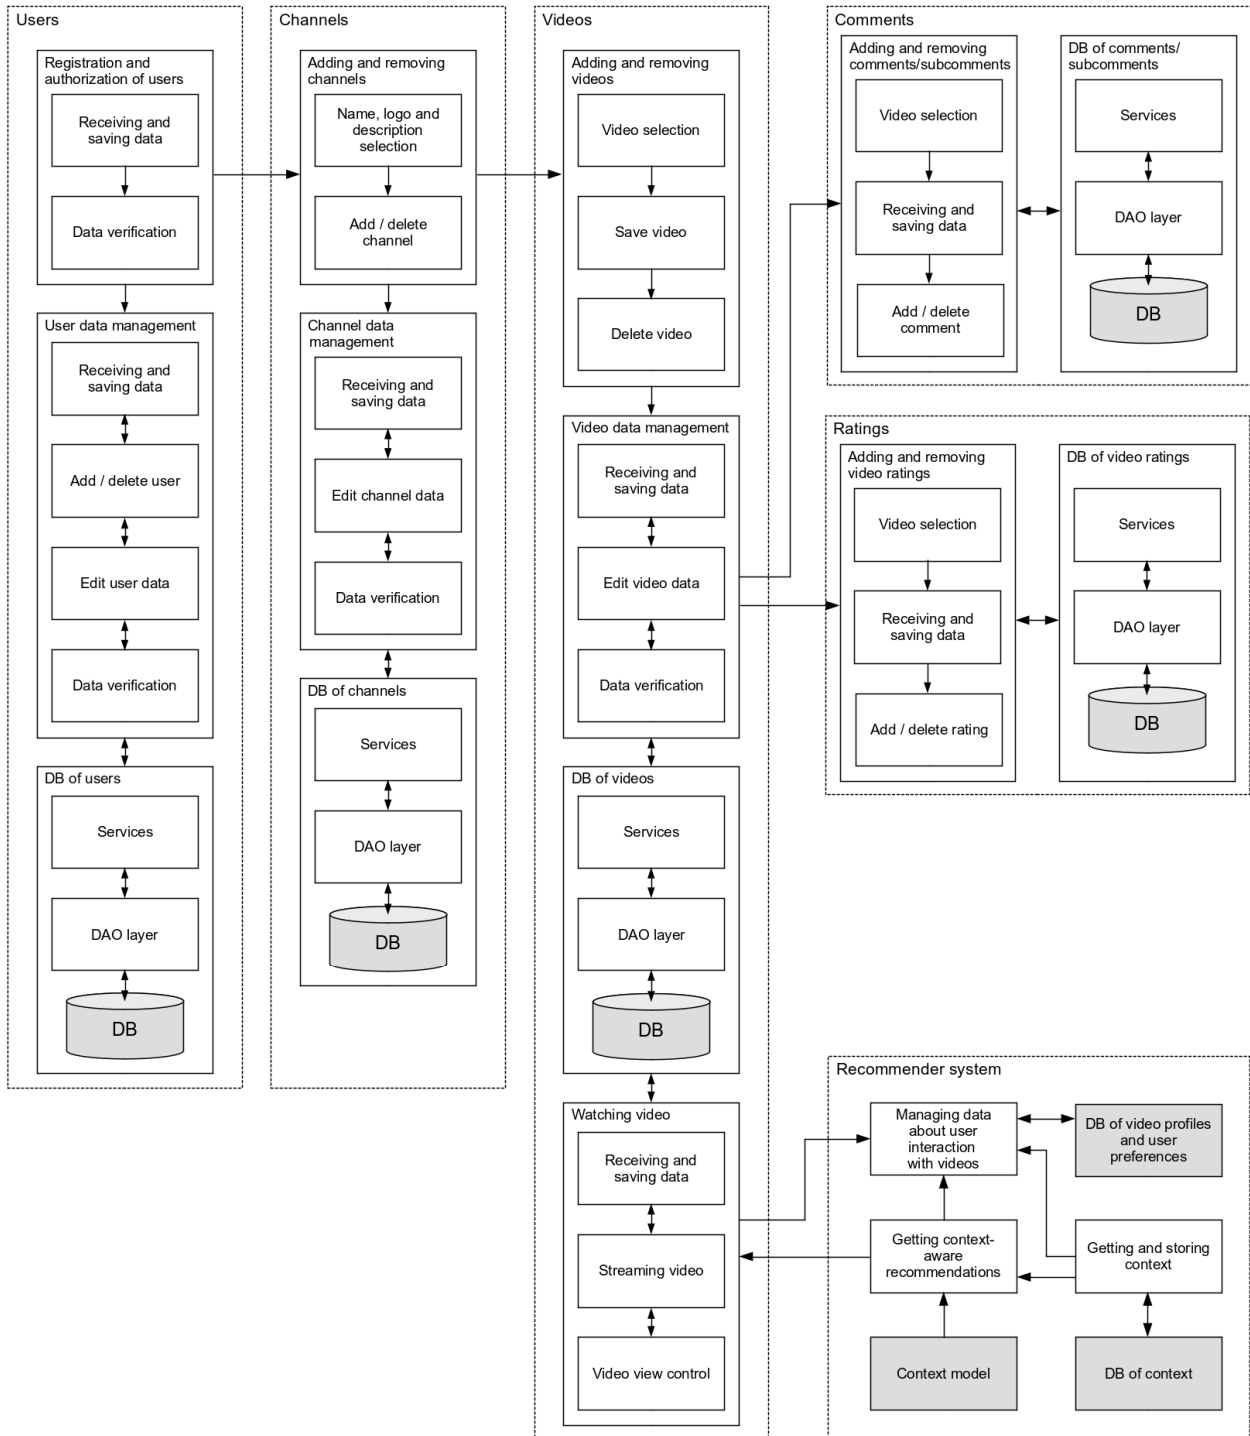 Users
Registration and
authorization of users
Receiving and
saving data
Data verification
User data management
Receiving and
saving data
Add / delete user
Edit user data
Data verification
DB of users
Services
DAO layer
DB
Channels
Adding and removing
channels
Name, logo and
description
selection
Add / delete
channel
Channel data
management
Receiving and
saving data
Edit channel data
Data verification
DB of channels
Services
DAO layer
DB
Videos
Adding and removing
videos
Video selection
Save video
Delete video
Video data management
Receiving and
saving data
Edit video data
Data verification
DB of videos
Services
DAO layer
DB
Watching video
Receiving and
saving data
Streaming video
Video view control
Comments
Adding and removing
comments/subcomments
Video selection
Receiving and
saving data
Add / delete
comment
DB of comments/
subcomments
Services
DAO layer
DB
Ratings
Adding and removing
video ratings
Video selection
Receiving and
saving data
Add / delete rating
DB of video ratings
Services
DAO layer
DB
Recommender system
Managing data
about user
interaction
with videos
DB of video profiles
and user
preferences
Getting context-
aware
recommendations
Getting and storing
context
Context model
DB of context